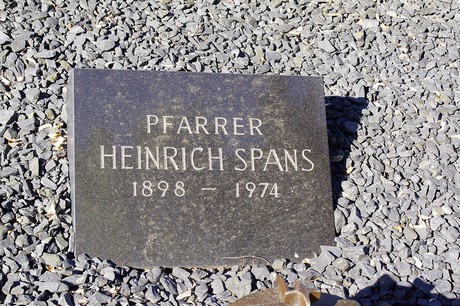 PFARRER
HEINRICH SPANS
1898 - 1974